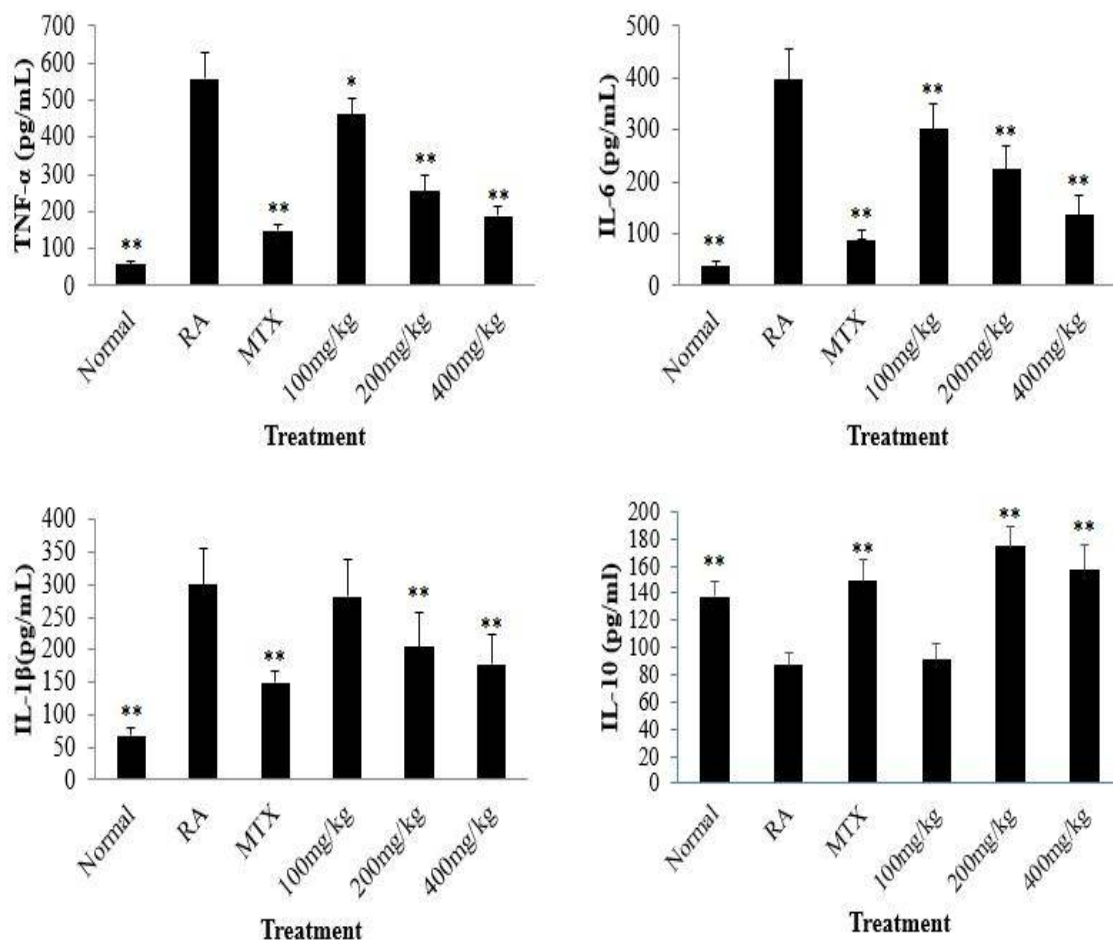 TNF-α (pg/mL)
700
600
500
400
300
200
100
0
**
**
*
**
**
Normal
RA
MTX
100mg/kg
200mg/kg
400mg/kg
Treatment
IL-6 (pg/mL)
500
400
300
200
100
0
**
**
**
**
**
Normal
RA
MTX
100mg/kg
200mg/kg
400mg/kg
Treatment
IL-1β(pg/mL)
400
350
300
250
200
150
100
50
0
**
**
**
**
Normal
RA
MTX
100mg/kg
200mg/kg
400mg/kg
Treatment
IL-10 (pg/ml)
200
180
160
140
120
100
80
60
40
20
0
**
**
**
**
Normal
RA
MTX
100mg/kg
200mg/kg
400mg/kg
Treatment